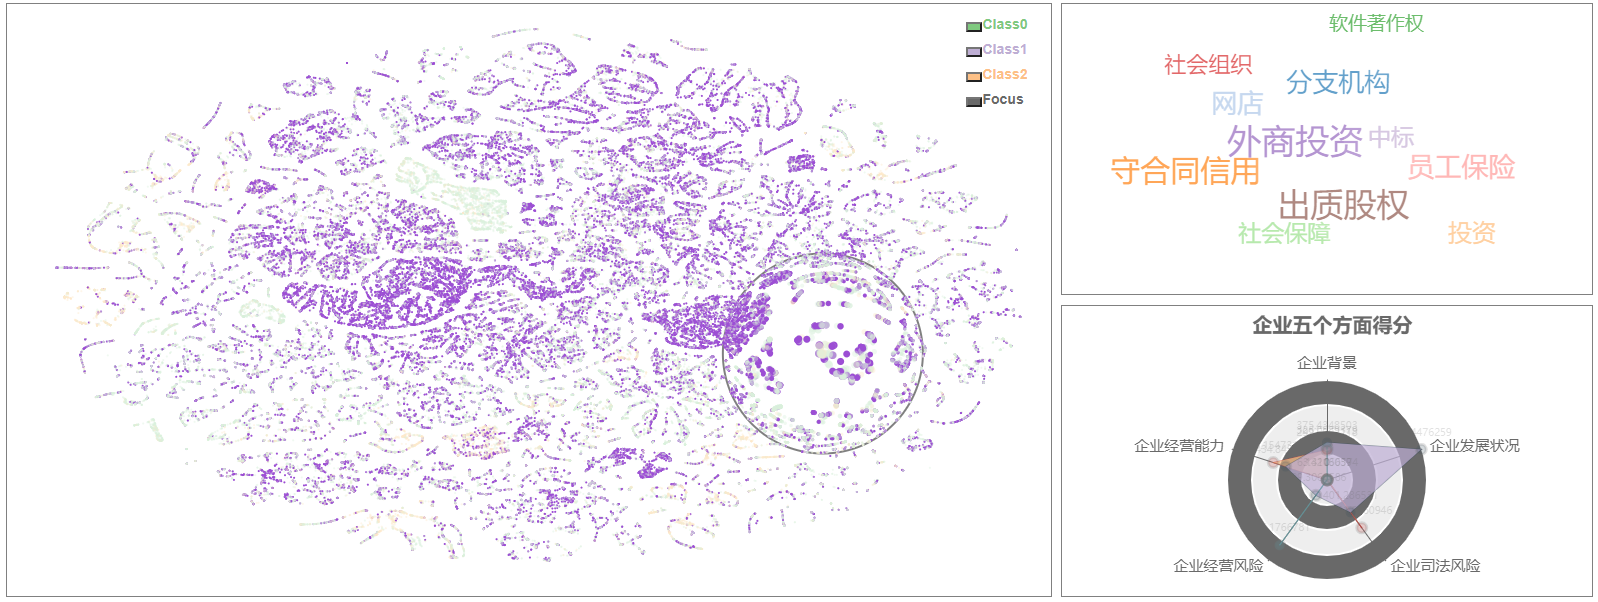 Class0
Class1
Class2
Focus
软件著作权
社会组织
分支机构
网店
外商投资
中标
守合同信用
员工保险
出质股权
社会保障
投资
企业五个方面得分
企业背景
企业经营能力
企业发展状况
企业经营风险
企业司法风险